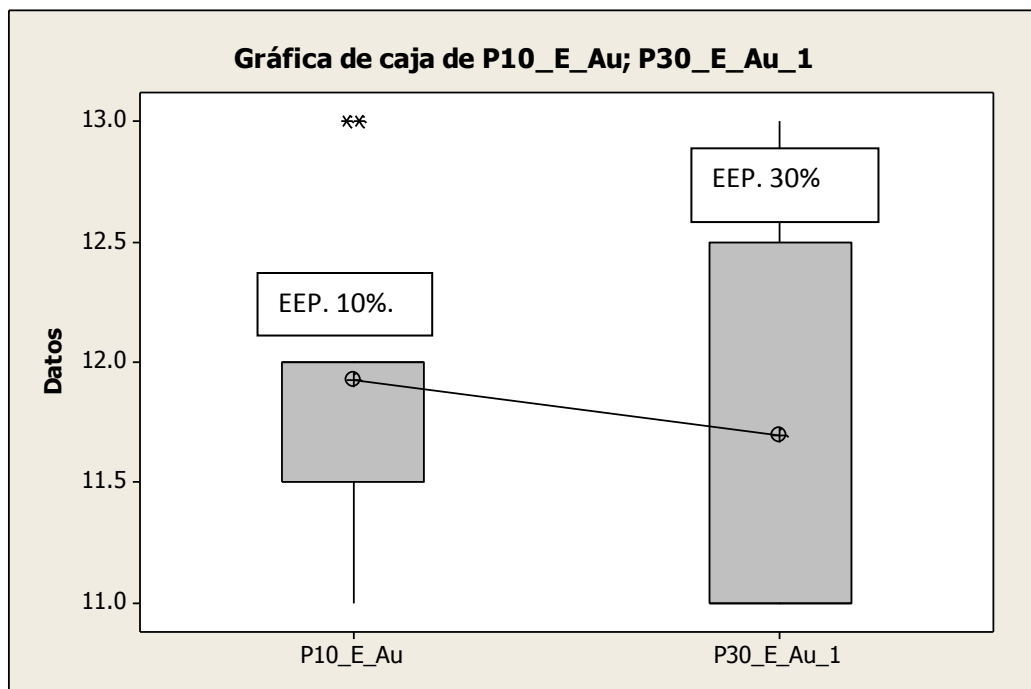 Gráfica de caja de P10_E_Au; P30_E_Au_1
13.0
12.5
12.0
11.5
11.0
Datos
EEP. 10%.
EEP. 30%
P10_E_Au
P30_E_Au_1